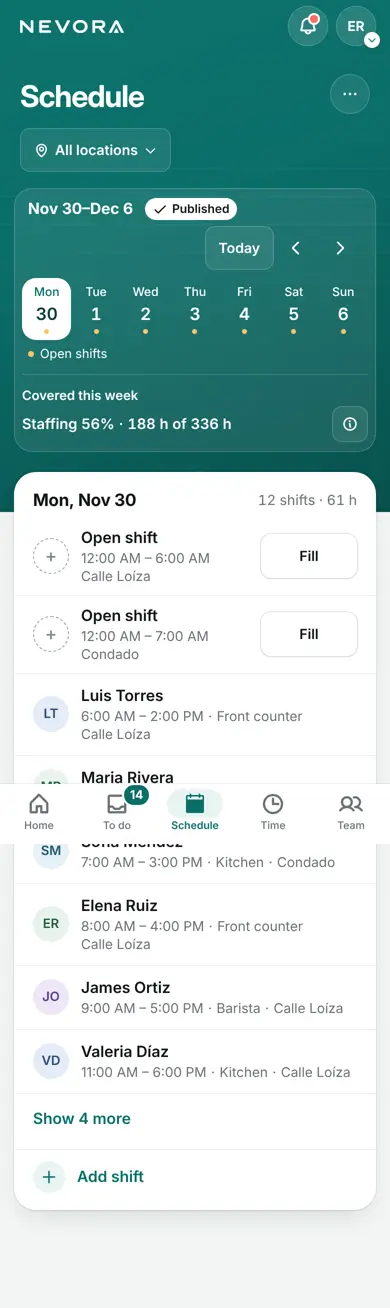 NEVORA
ER
Schedule
All locations
Nov 30–Dec 6
Published
Today
Mon Tue Wed Thu Fri Sat Sun
30 1 2 3 4 5 6
Open shifts
Covered this week
Staffing 56% · 188 h of 336 h
Mon, Nov 30
12 shifts · 61 h
Open shift
12:00 AM – 6:00 AM
Calle Loíza
Fill
Open shift
12:00 AM – 7:00 AM
Condado
Fill
LT
Luis Torres
6:00 AM – 2:00 PM · Front counter
Calle Loíza
Maria Rivera
14
Home
To do
Schedule
Time
Team
SM
7:00 AM – 3:00 PM · Kitchen · Condado
ER
Elena Ruiz
8:00 AM – 4:00 PM · Front counter
Calle Loíza
JO
James Ortiz
9:00 AM – 5:00 PM · Barista · Calle Loíza
VD
Valeria Díaz
11:00 AM – 6:00 PM · Kitchen · Calle Loíza
Show 4 more
Add shift